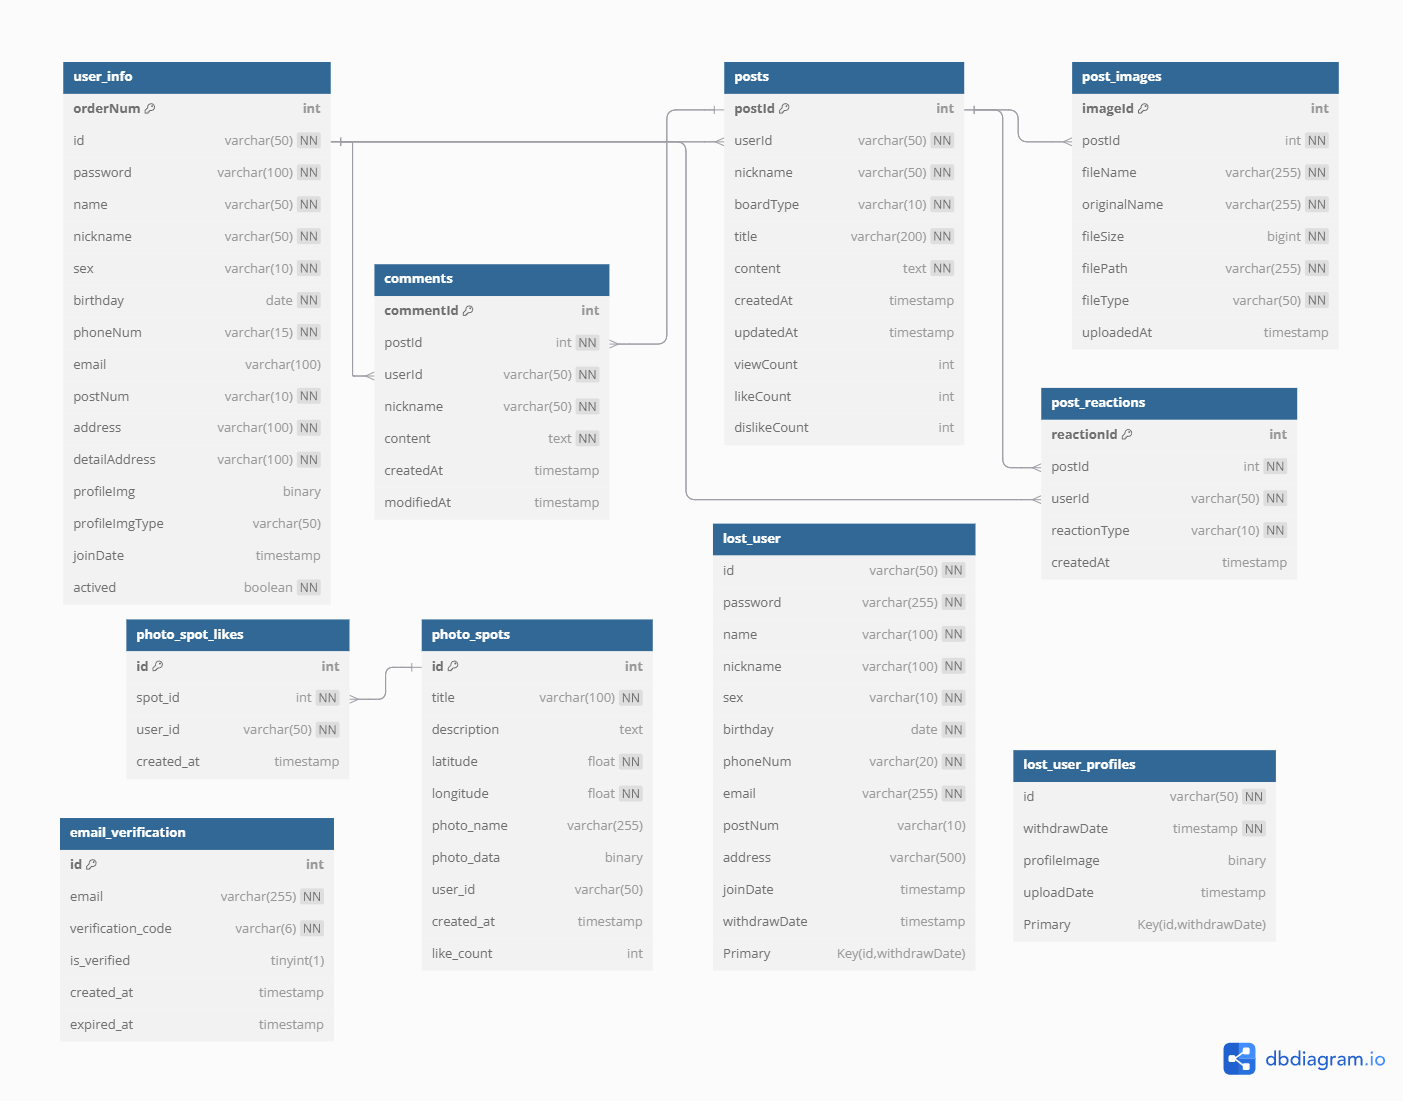 user_info
orderNum int
id varchar(50) NN
password varchar(100) NN
name varchar(50) NN
nickname varchar(50) NN
sex varchar(10) NN
birthday date NN
phoneNum varchar(15) NN
email varchar(100)
postNum varchar(10) NN
address varchar(100) NN
detailAddress varchar(100) NN
profileImg binary
profileImgType varchar(50)
joinDate timestamp
actived boolean NN
comments
commentId int
postId int NN
userId varchar(50) NN
nickname varchar(50) NN
content text NN
createdAt timestamp
modifiedAt timestamp
posts
postId int
userId varchar(50) NN
nickname varchar(50) NN
boardType varchar(10) NN
title varchar(200) NN
content text NN
createdAt timestamp
updatedAt timestamp
viewCount int
likeCount int
dislikeCount int
post_images
imageId int
postId int NN
fileName varchar(255) NN
originalName varchar(255) NN
fileSize bigint NN
filePath varchar(255) NN
fileType varchar(50) NN
uploadedAt timestamp
post_reactions
reactionId int
postId int NN
userId varchar(50) NN
reactionType varchar(10) NN
createdAt timestamp
photo_spot_likes
id int
spot_id int NN
user_id varchar(50) NN
created_at timestamp
photo_spots
id int
title varchar(100) NN
description text
latitude float NN
longitude float NN
photo_name varchar(255)
photo_data binary
user_id varchar(50)
created_at timestamp
like_count int
lost_user
id varchar(50) NN
password varchar(255) NN
name varchar(100) NN
nickname varchar(100) NN
sex varchar(10) NN
birthday date NN
phoneNum varchar(20) NN
email varchar(255) NN
postNum varchar(10)
address varchar(500)
joinDate timestamp
withdrawDate timestamp
Primary Key(id,withdrawDate)
lost_user_profiles
id varchar(50) NN
withdrawDate timestamp NN
profileImage binary
uploadDate timestamp
Primary Key(id,withdrawDate)
email_verification
id int
email varchar(255) NN
verification_code varchar(6) NN
is_verified tinyint(1)
created_at timestamp
expired_at timestamp
dbdiagram.io